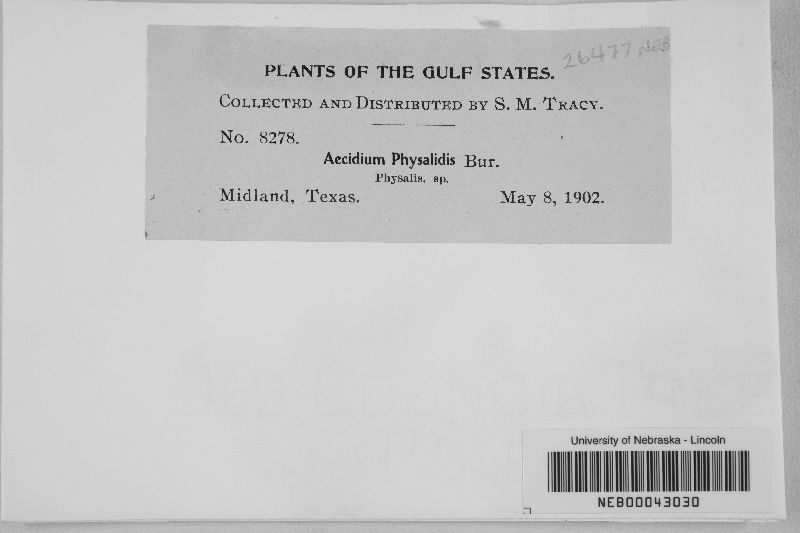 26477 NEB
PLANTS OF THE GULF STATES.
COLLECTED AND DISTRIBUTED BY S. M. TRACY.
No. 8278.
Aecidium Physalidis Bur.
Physalis, sp.
Midland, Texas. May 8, 1902.
University of Nebraska - Lincoln
NEB00043030